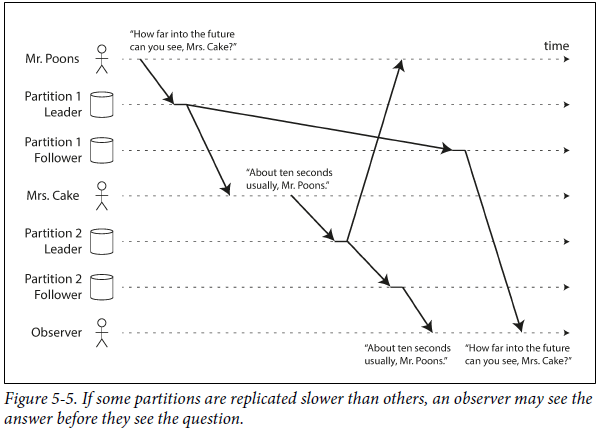 “How far into the future
can you see, Mrs. Cake?”
time
Mr. Poons
Partition 1
Leader
Partition 1
Follower
“About ten seconds
usually, Mr. Poons.”
Mrs. Cake
Partition 2
Leader
Partition 2
Follower
Observer
“About ten seconds
usually, Mr. Poons.”
“How far into the future
can you see, Mrs. Cake?”
Figure 5-5. If some partitions are replicated slower than others, an observer may see the
answer before they see the question.